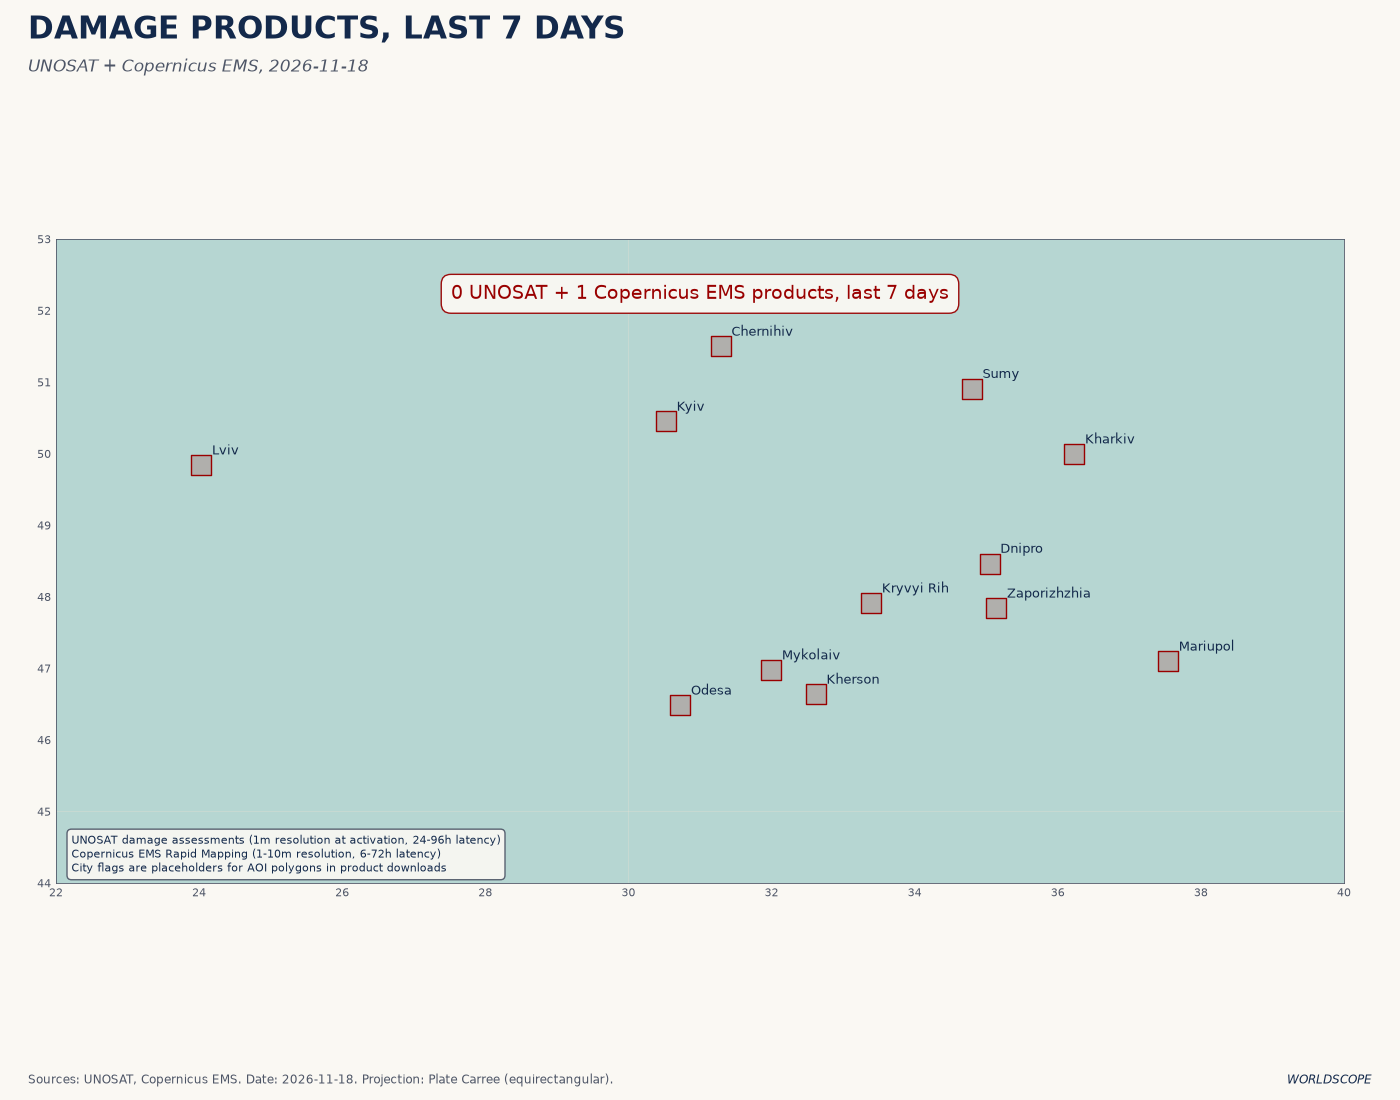 DAMAGE PRODUCTS, LAST 7 DAYS
UNOSAT + Copernicus EMS, 2026-11-18
53
0 UNOSAT + 1 Copernicus EMS products, last 7 days
52
Chernihiv
51
Sumy
Kyiv
Kharkiv
50
Lviv
49
Dnipro
48
Kryvyi Rih
Zaporizhzhia
Mariupol
47
Mykolaiv
Kherson
Odesa
46
45
UNOSAT damage assessments (1m resolution at activation, 24-96h latency)
Copernicus EMS Rapid Mapping (1-10m resolution, 6-72h latency)
City flags are placeholders for AOI polygons in product downloads
44
22 24 26 28 30 32 34 36 38 40
Sources: UNOSAT, Copernicus EMS. Date: 2026-11-18. Projection: Plate Carree (equirectangular).
WORLDSCOPE